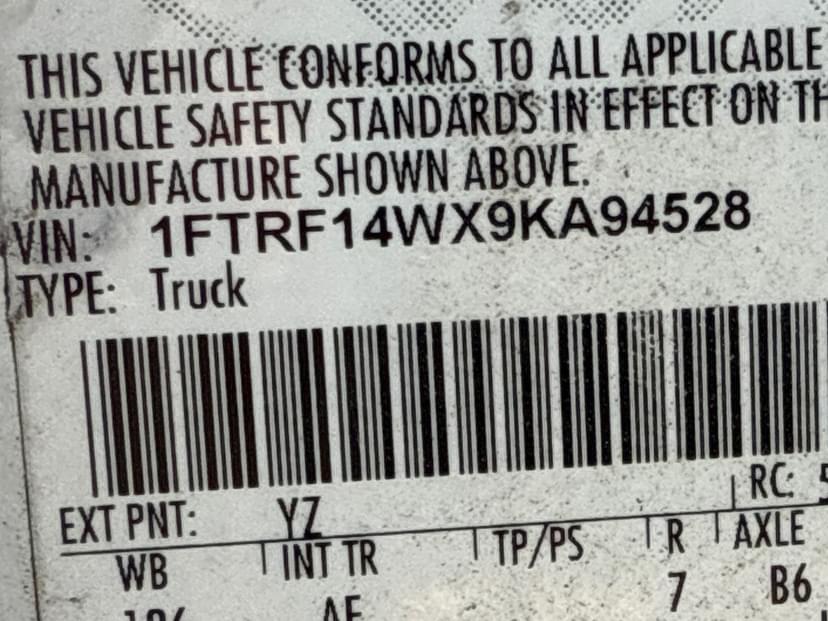 THIS VEHICLE CONFORMS TO ALL APPLICABLE
VEHICLE SAFETY STANDARDS IN EFFECT ON
MANUFACTURE SHOWN ABOVE.
VIN: 1FTRF14WX9KA94528
TYPE: Truck
RC:
EXT PNT: YZ
WB INT TR TP/PS R AXLE
7 B6